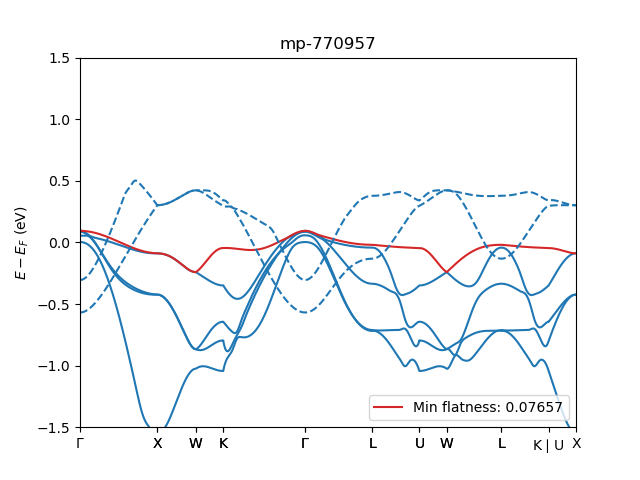 mp-770957
E − E_F (eV)
1.5
1.0
0.5
0.0
−0.5
−1.0
−1.5
Min flatness: 0.07657
Γ X W K Γ L U W L K | U X